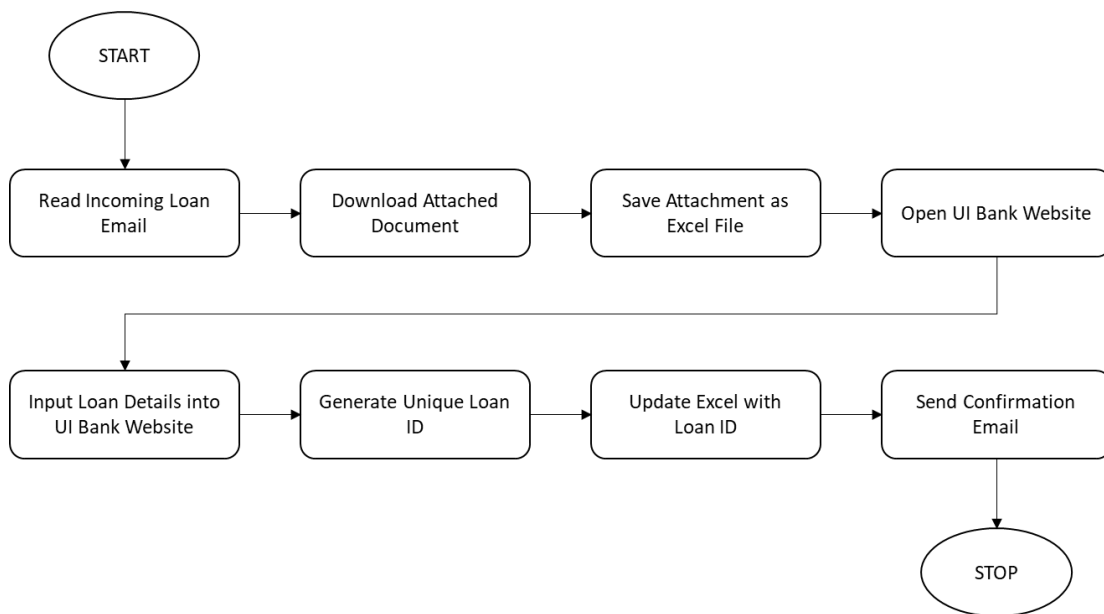 START
Read Incoming Loan
Email
Download Attached
Document
Save Attachment as
Excel File
Open UI Bank Website
Input Loan Details into
UI Bank Website
Generate Unique Loan
ID
Update Excel with
Loan ID
Send Confirmation
Email
STOP